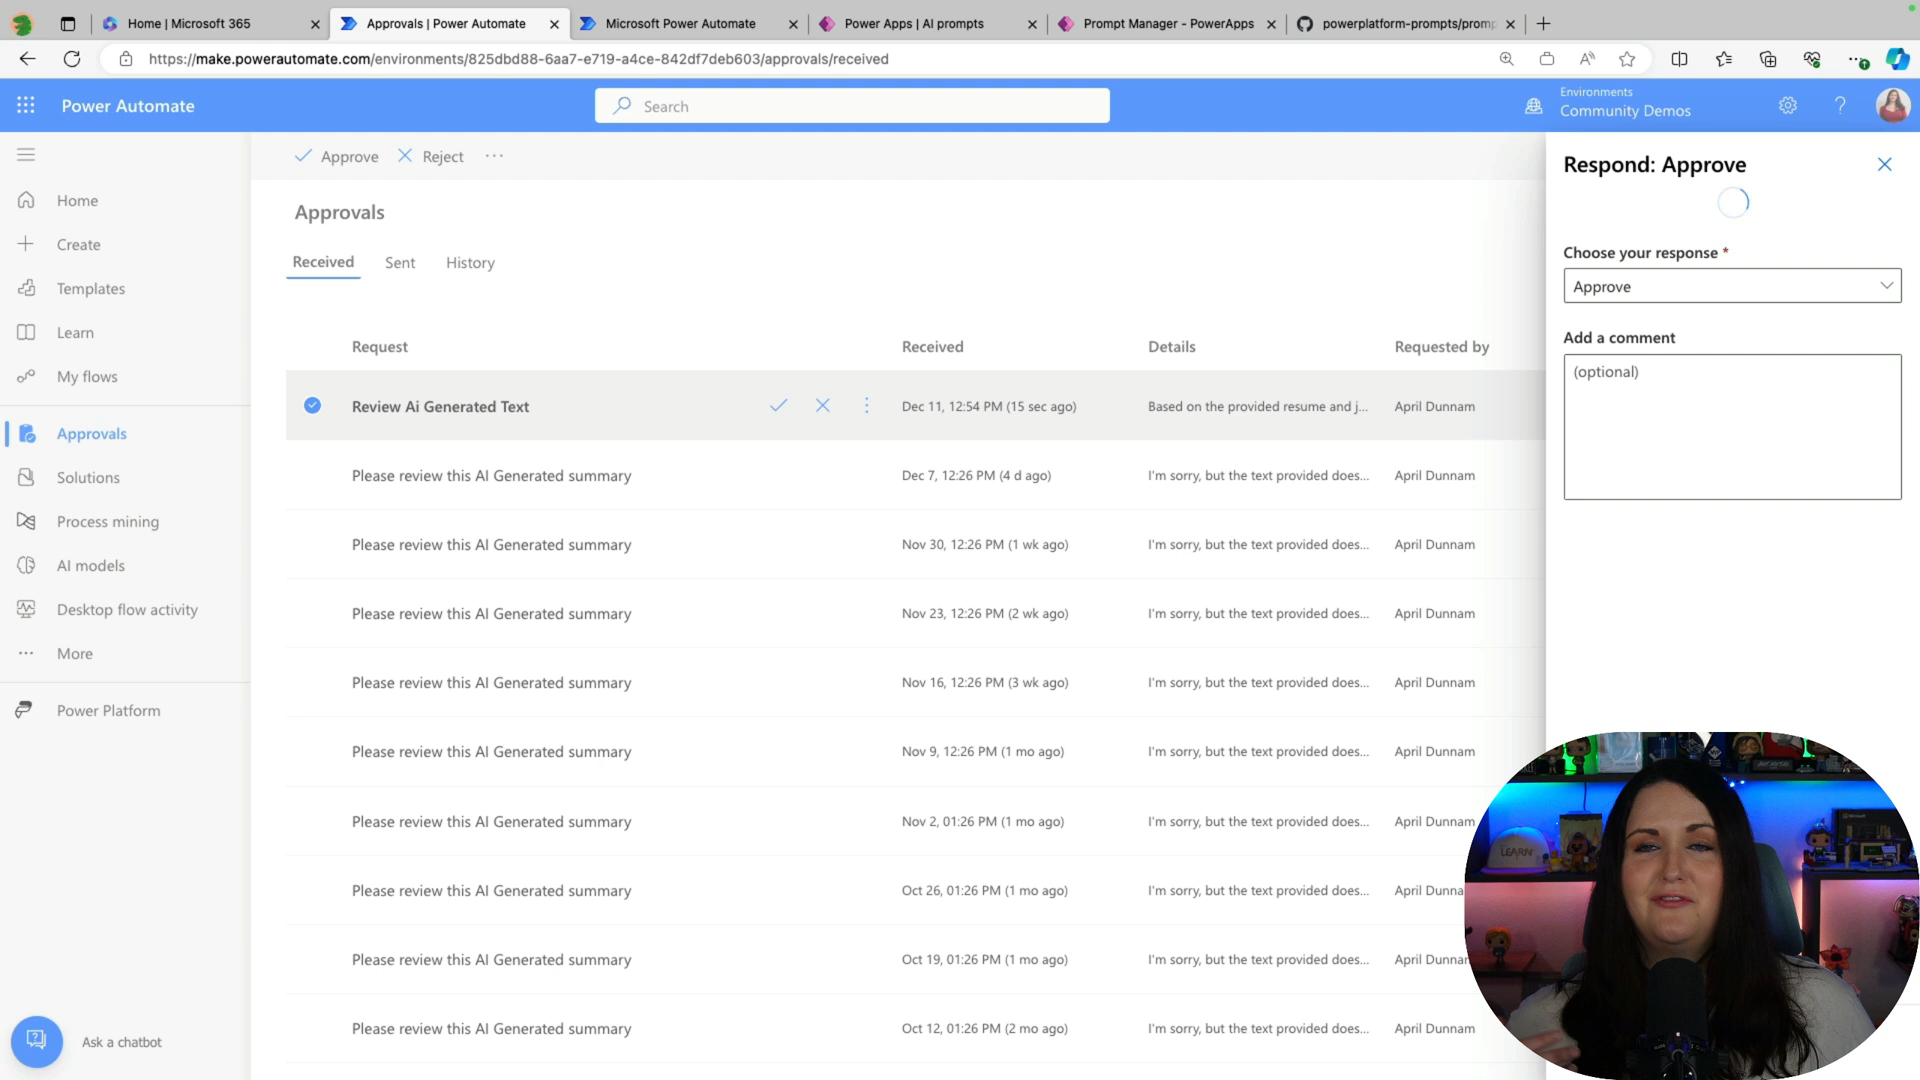 Home | Microsoft 365
Approvals | Power Automate
Microsoft Power Automate
Power Apps | AI prompts
Prompt Manager - PowerApps
powerplatform-prompts/promp
https://make.powerautomate.com/environments/825dbd88-6aa7-e719-a4ce-842df7deb603/approvals/received
Power Automate
Search
Environments
Community Demos
Home
Create
Templates
Learn
My flows
Approvals
Solutions
Process mining
AI models
Desktop flow activity
More
Power Platform
Ask a chatbot
Approve
Reject
Approvals
Received
Sent
History
Request
Received
Details
Requested by
Review Ai Generated Text
Dec 11, 12:54 PM (15 sec ago)
Based on the provided resume and j...
April Dunnam
Please review this AI Generated summary
Dec 7, 12:26 PM (4 d ago)
I'm sorry, but the text provided does...
April Dunnam
Please review this AI Generated summary
Nov 30, 12:26 PM (1 wk ago)
I'm sorry, but the text provided does...
April Dunnam
Please review this AI Generated summary
Nov 23, 12:26 PM (2 wk ago)
I'm sorry, but the text provided does...
April Dunnam
Please review this AI Generated summary
Nov 16, 12:26 PM (3 wk ago)
I'm sorry, but the text provided does...
April Dunnam
Please review this AI Generated summary
Nov 9, 12:26 PM (1 mo ago)
I'm sorry, but the text provided does...
April Dunnam
Please review this AI Generated summary
Nov 2, 01:26 PM (1 mo ago)
I'm sorry, but the text provided does...
April Dunnam
Please review this AI Generated summary
Oct 26, 01:26 PM (1 mo ago)
I'm sorry, but the text provided does...
April Dunna
Please review this AI Generated summary
Oct 19, 01:26 PM (1 mo ago)
I'm sorry, but the text provided does...
April Dunnar
Please review this AI Generated summary
Oct 12, 01:26 PM (2 mo ago)
I'm sorry, but the text provided does...
April Dunnam
Respond: Approve
Choose your response *
Approve
Add a comment
(optional)
LEARN